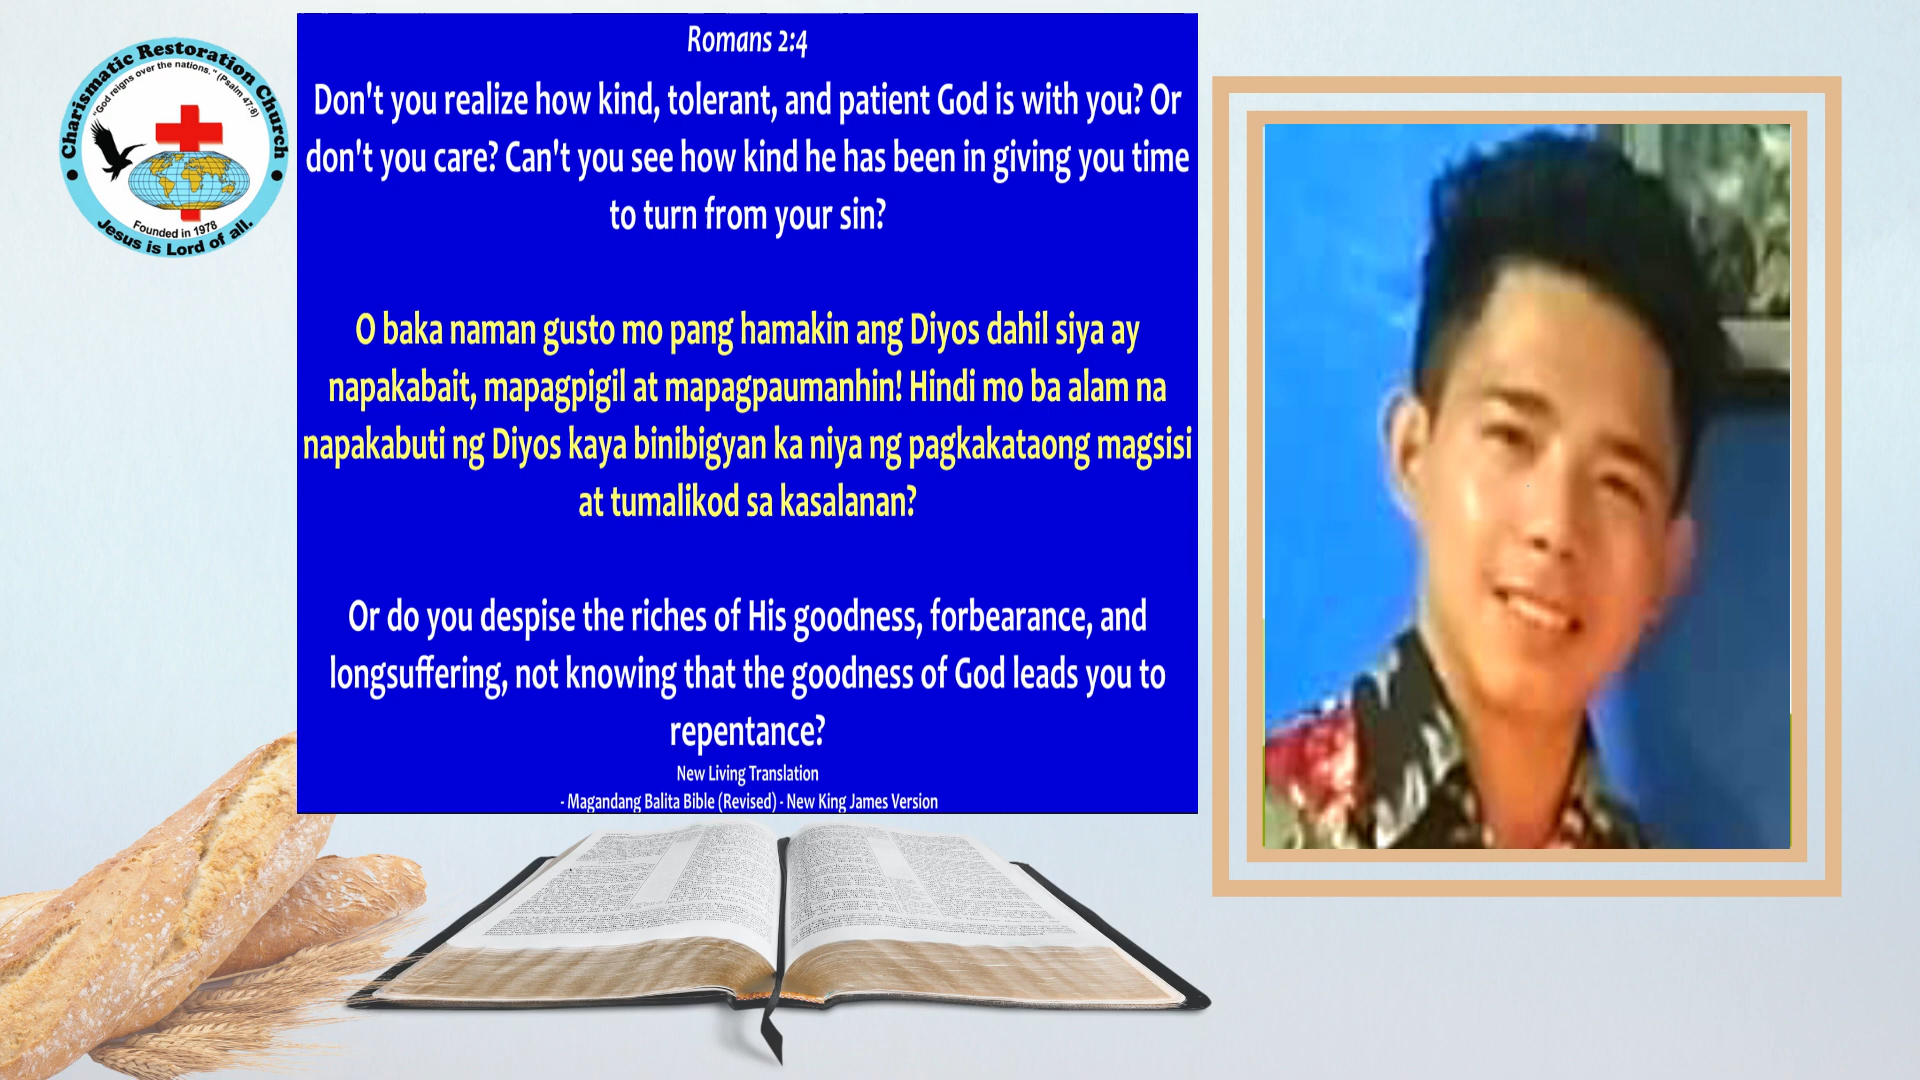 Charismatic Restoration Church
"God reigns over the nations." (Psalm 47:8)
Founded in 1978
Jesus is Lord of all.
Romans 2:4
Don't you realize how kind, tolerant, and patient God is with you? Or
don't you care? Can't you see how kind he has been in giving you time
to turn from your sin?
O baka naman gusto mo pang hamakin ang Diyos dahil siya ay
napakabait, mapagpigil at mapagpaumanhin! Hindi mo ba alam na
napakabuti ng Diyos kaya binibigyan ka niya ng pagkakataong magsisi
at tumalikod sa kasalanan?
Or do you despise the riches of His goodness, forbearance, and
longsuffering, not knowing that the goodness of God leads you to
repentance?
New Living Translation
- Magandang Balita Bible (Revised) - New King James Version